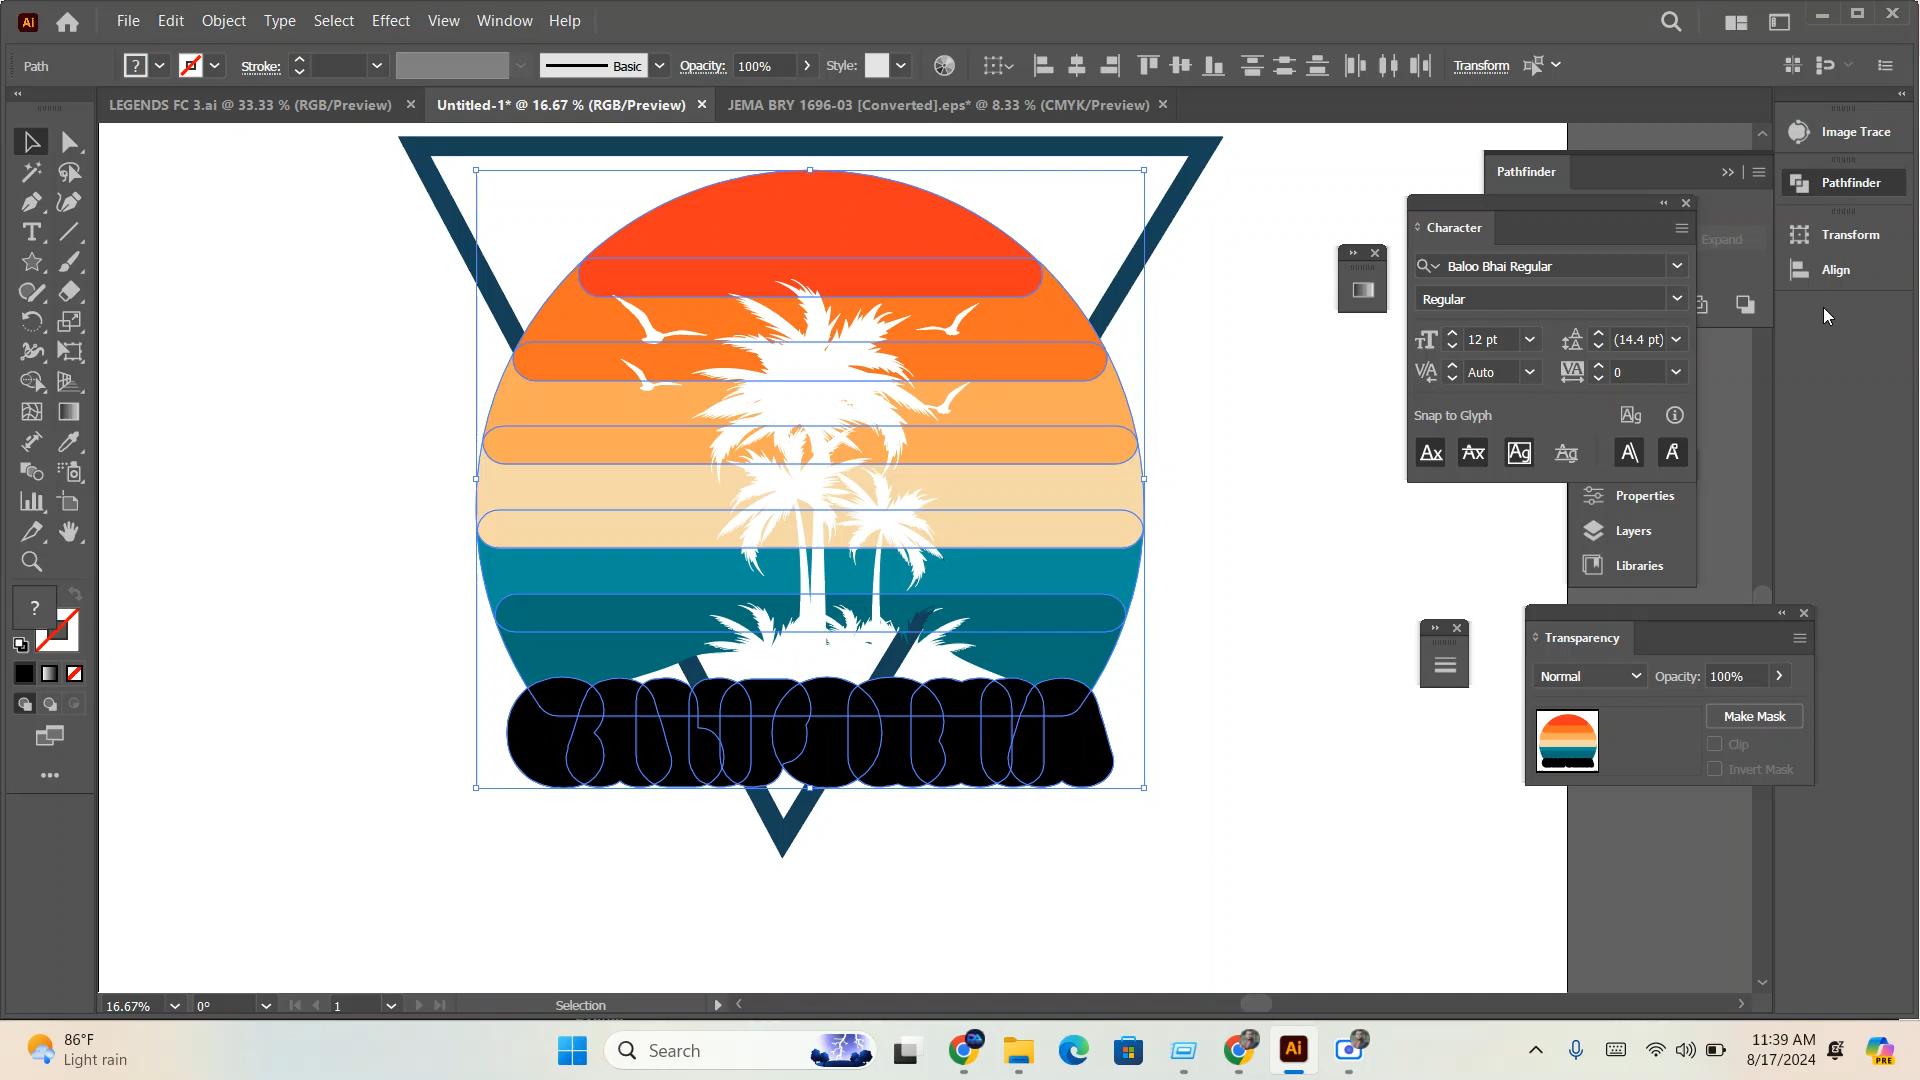 Ai File Edit Object Type Select Effect View Window Help
Path ? Stroke: Basic Opacity: 100% Style: Transform
LEGENDS FC 3.ai @ 33.33 % (RGB/Preview) × Untitled-1* @ 16.67 % (RGB/Preview) × JEMA BRY 1696-03 [Converted].eps* @ 8.33 % (CMYK/Preview) ×
Image Trace
Pathfinder
Pathfinder
Character
Transform
Expand
Baloo Bhai Regular
Align
Regular
12 pt (14.4 pt)
Auto 0
Snap to Glyph
Properties
Layers
Libraries
?
Transparency
Normal Opacity: 100%
Make Mask
Clip
Invert Mask
16.67% 0° 1 Selection
86°F
Light rain
Search
Ai
11:39 AM
8/17/2024
PRE